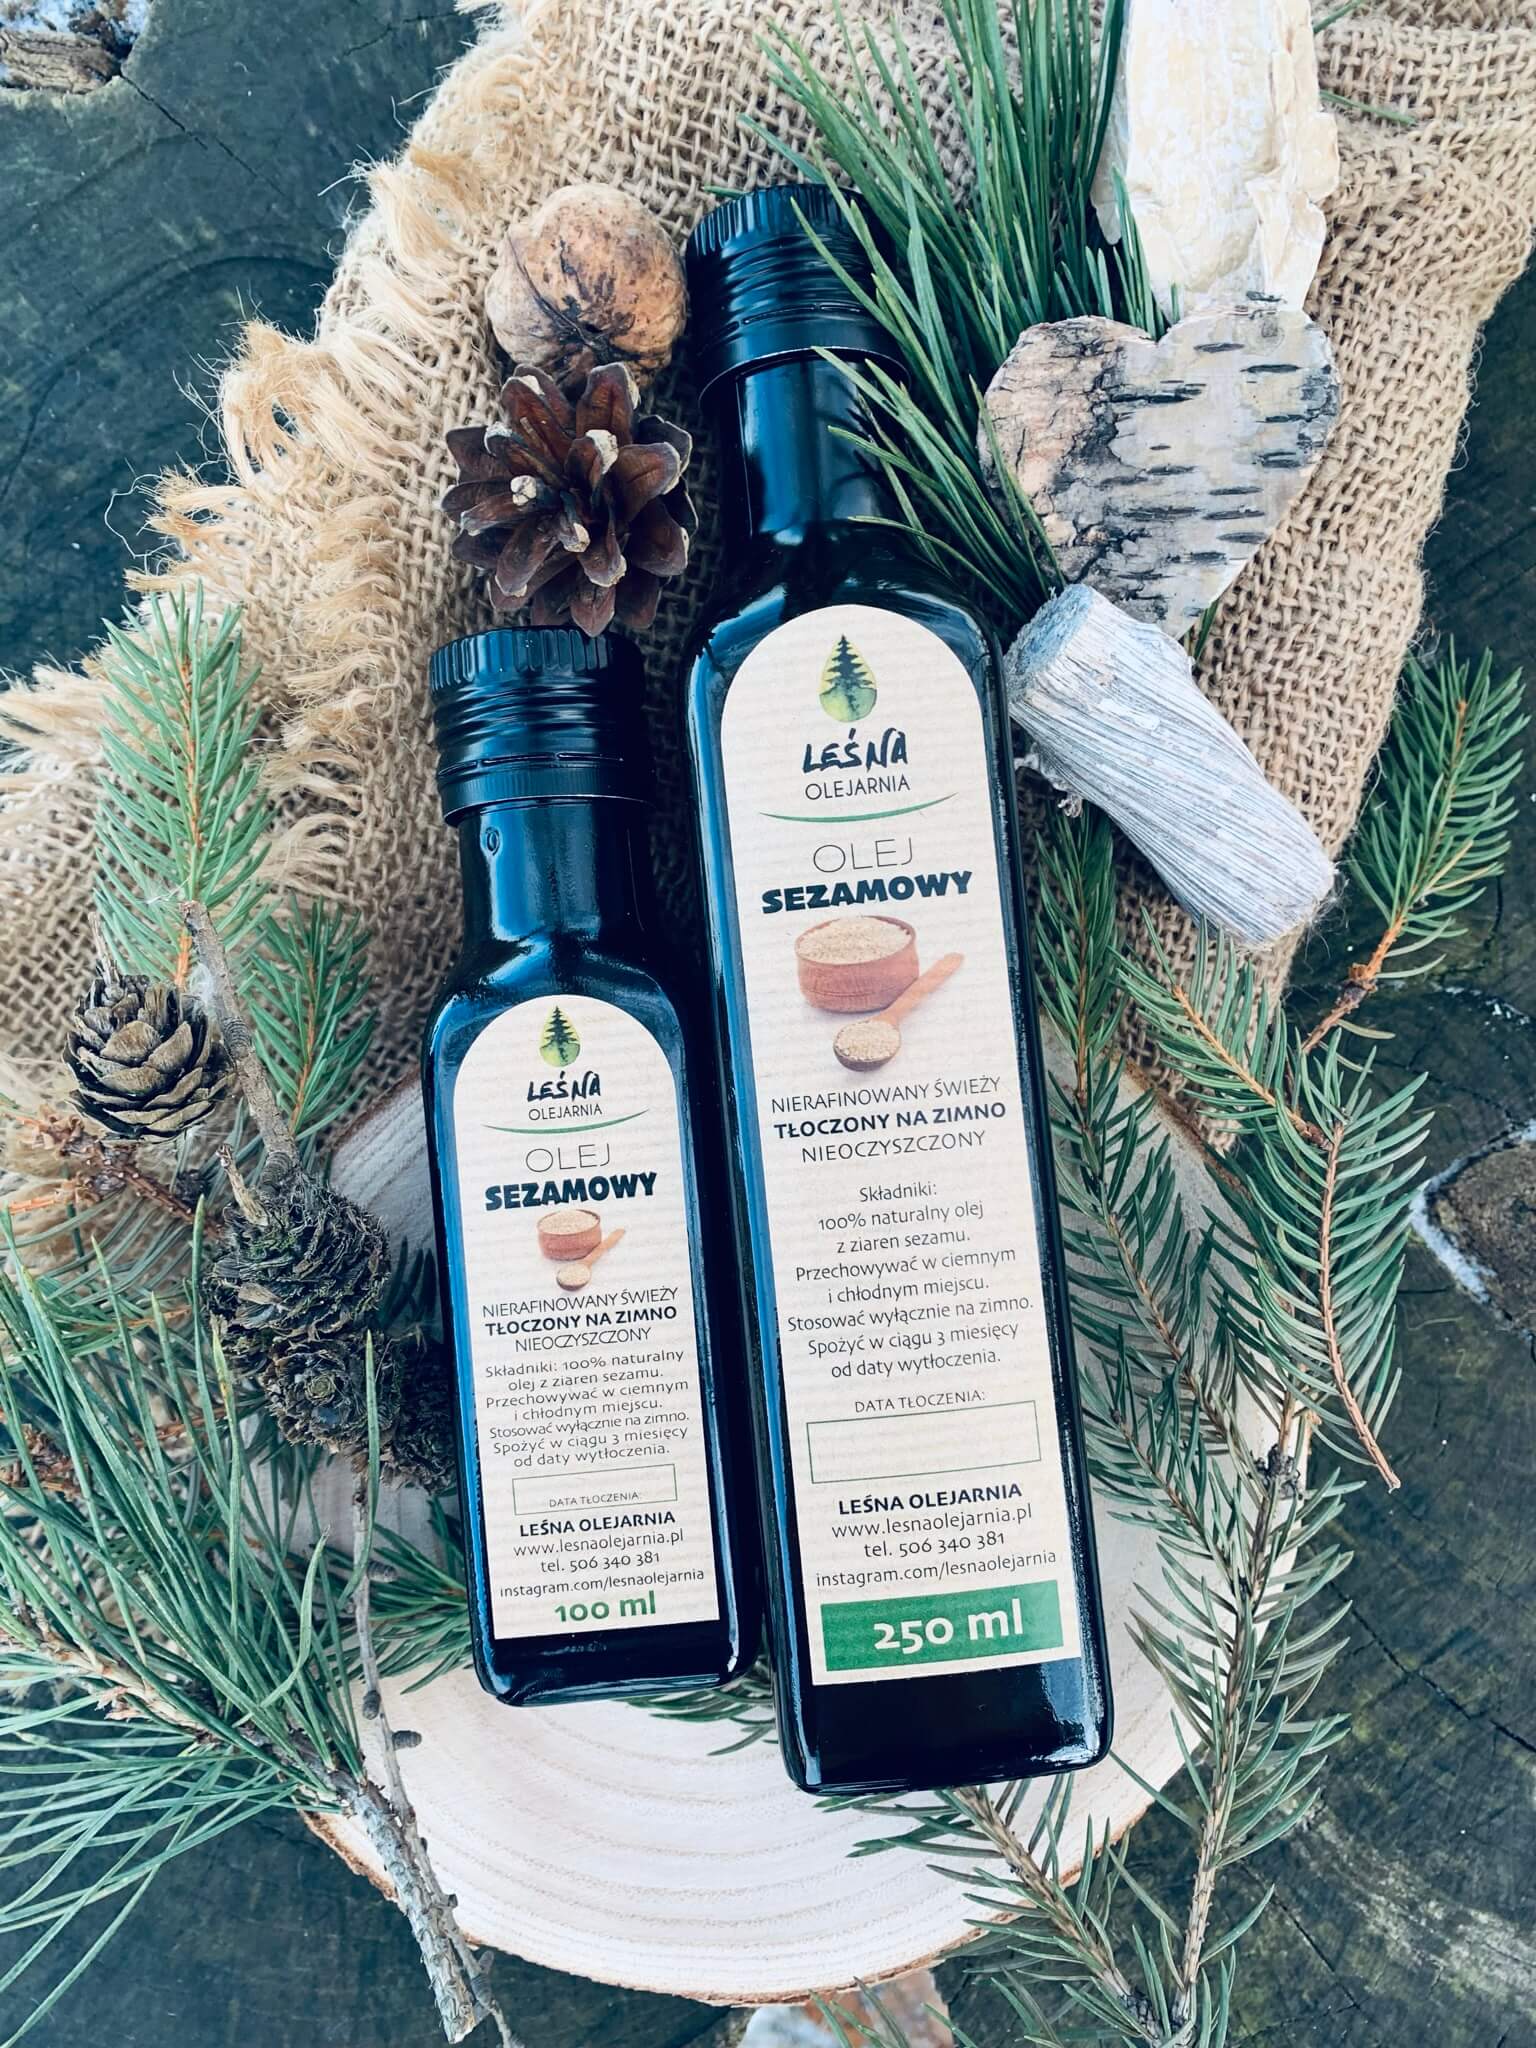 LEŚNA
OLEJARNIA
OLEJ
SEZAMOWY
NIERAFINOWANY ŚWIEŻY
TŁOCZONY NA ZIMNO
NIEOCZYSZCZONY
Składniki: 100% naturalny
olej z ziaren sezamu.
Przechowywać w ciemnym
i chłodnym miejscu.
Stosować wyłącznie na zimno.
Spożyć w ciągu 3 miesięcy
od daty wytłoczenia.
DATA TŁOCZENIA:
LEŚNA OLEJARNIA
www.lesnaolejarnia.pl
tel. 506 340 381
instagram.com/lesnaolejarnia
100 ml
LEŚNA
OLEJARNIA
OLEJ
SEZAMOWY
NIERAFINOWANY ŚWIEŻY
TŁOCZONY NA ZIMNO
NIEOCZYSZCZONY
Składniki:
100% naturalny olej
z ziaren sezamu.
Przechowywać w ciemnym
i chłodnym miejscu.
Stosować wyłącznie na zimno.
Spożyć w ciągu 3 miesięcy
od daty wytłoczenia.
DATA TŁOCZENIA:
LEŚNA OLEJARNIA
www.lesnaolejarnia.pl
tel. 506 340 381
instagram.com/lesnaolejarnia
250 ml